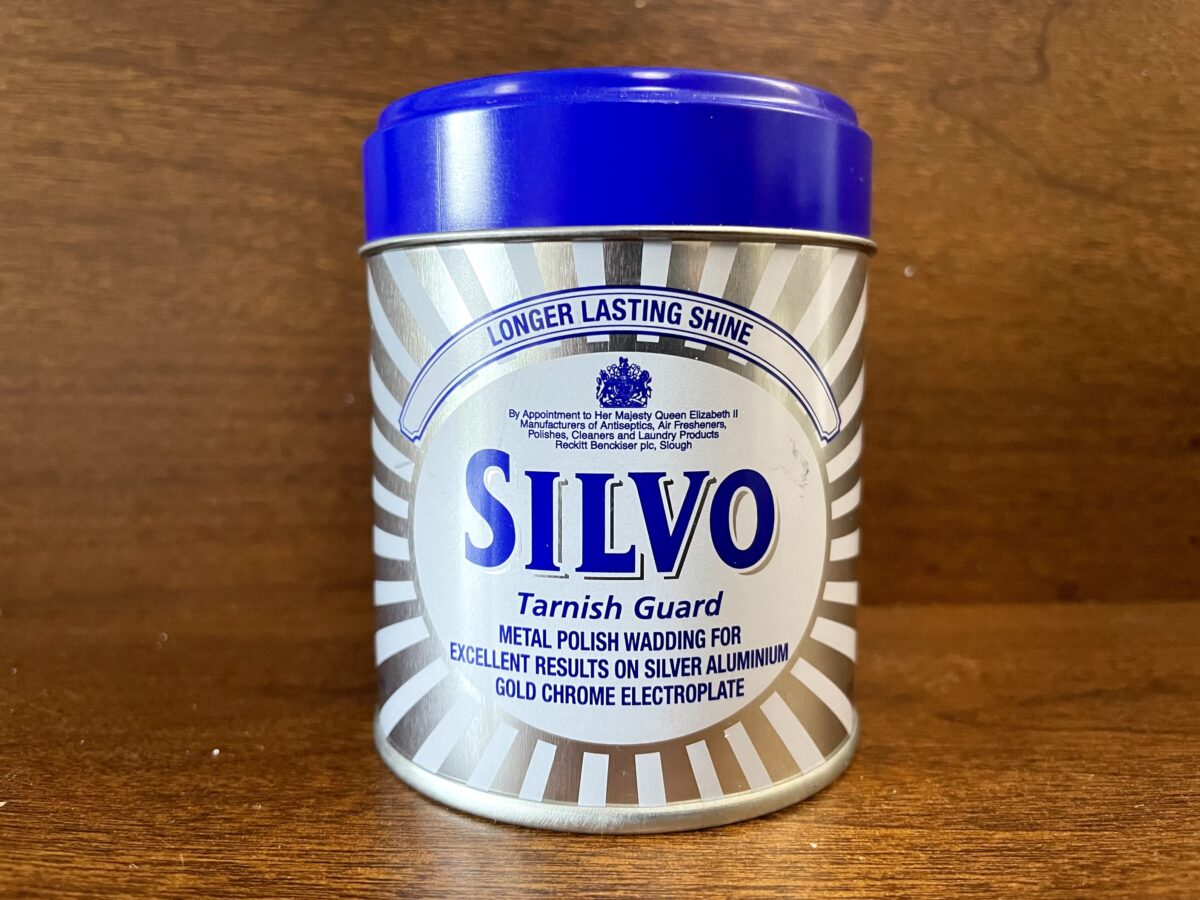 LONGER LASTING SHINE
By Appointment to Her Majesty Queen Elizabeth II
Manufacturers of Antiseptics, Air Fresheners,
Polishes, Cleaners and Laundry Products
Reckitt Benckiser plc, Slough
SILVO
Tarnish Guard
METAL POLISH WADDING FOR
EXCELLENT RESULTS ON SILVER ALUMINIUM
GOLD CHROME ELECTROPLATE